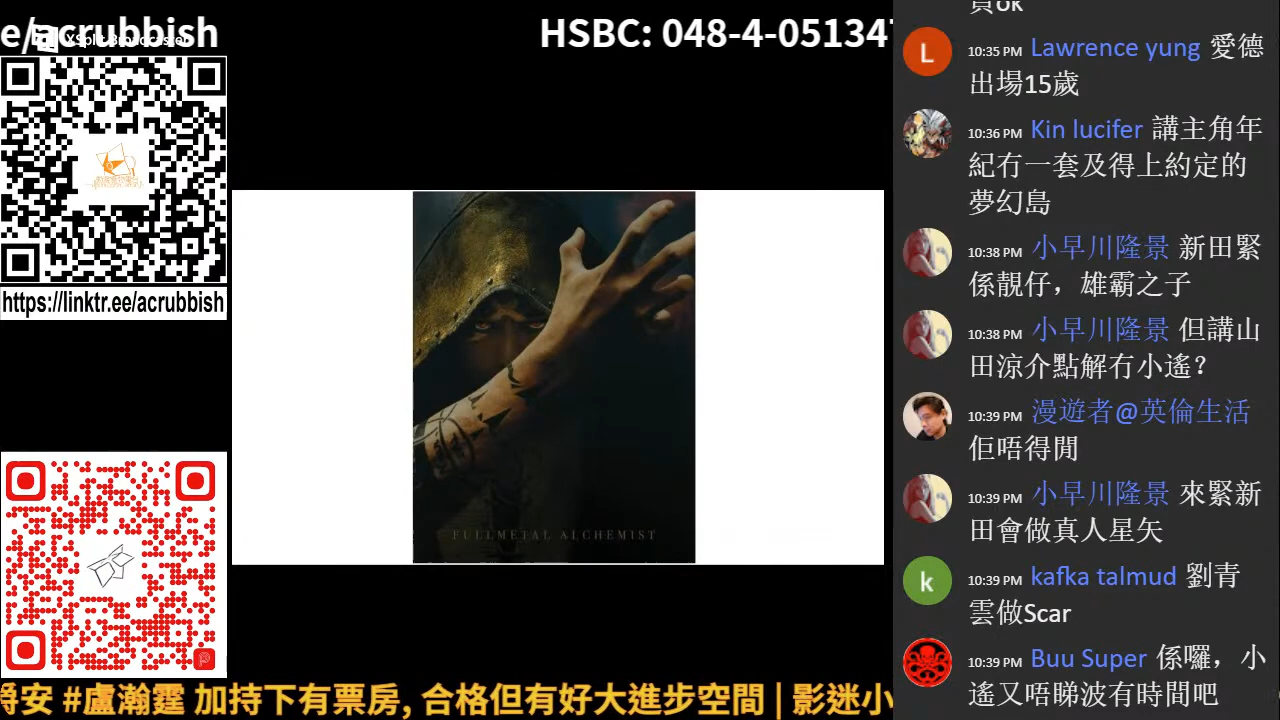 e/acrubbish
HSBC: 048-4-05134
XSplit Broadcaster
https://linktr.ee/acrubbish
FULLMETAL ALCHEMIST
安 #盧瀚霆 加持下有票房, 合格但有好大進步空間 | 影迷小
10:35 PM Lawrence yung 愛德
出場15歲
10:36 PM Kin lucifer 講主角年
紀冇一套及得上約定的
夢幻島
10:38 PM 小早川隆景 新田緊
係靚仔，雄霸之子
10:38 PM 小早川隆景 但講山
田涼介點解冇小遙？
10:39 PM 漫遊者@英倫生活
佢唔得閒
10:39 PM 小早川隆景 來緊新
田會做真人星矢
10:39 PM kafka talmud 劉青
雲做Scar
10:39 PM Buu Super 係囉，小
遙又唔睇波有時間吧